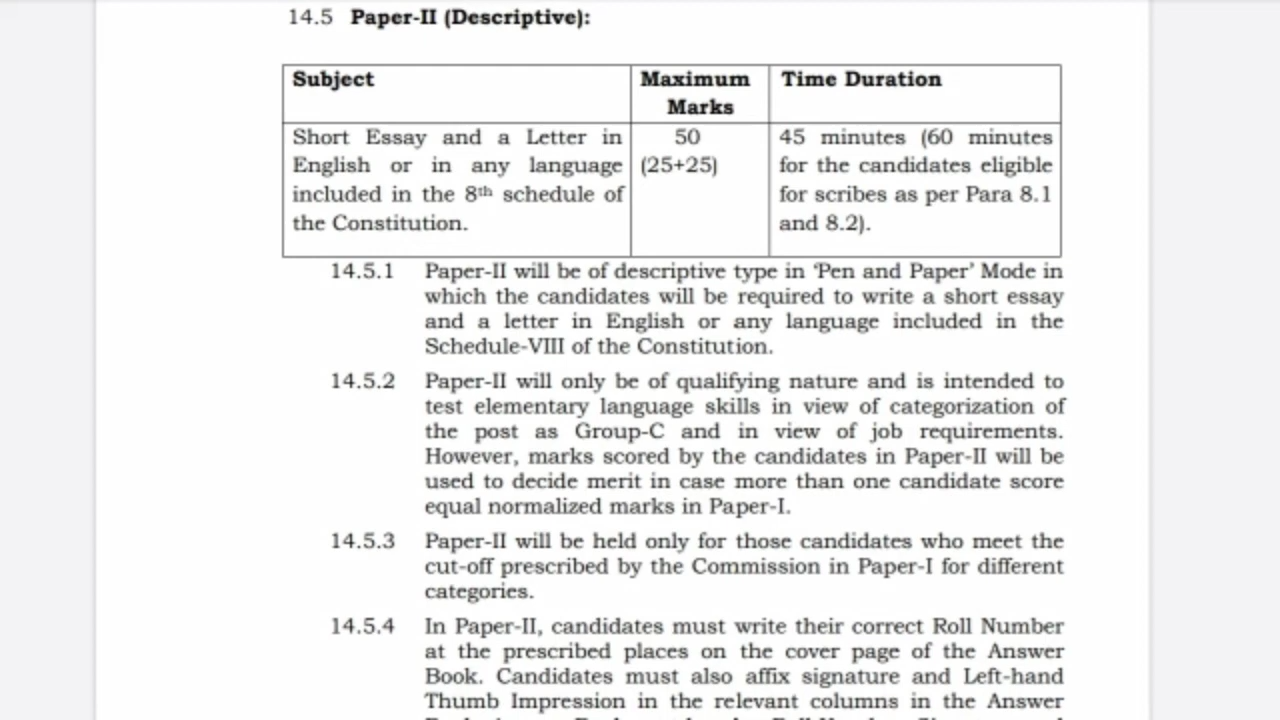 14.5 Paper-II (Descriptive):
Subject Maximum Marks Time Duration
Short Essay and a Letter in
English or in any language
included in the 8th schedule of
the Constitution.
50
(25+25)
45 minutes (60 minutes
for the candidates eligible
for scribes as per Para 8.1
and 8.2).
14.5.1 Paper-II will be of descriptive type in 'Pen and Paper' Mode in
which the candidates will be required to write a short essay
and a letter in English or any language included in the
Schedule-VIII of the Constitution.
14.5.2 Paper-II will only be of qualifying nature and is intended to
test elementary language skills in view of categorization of
the post as Group-C and in view of job requirements.
However, marks scored by the candidates in Paper-II will be
used to decide merit in case more than one candidate score
equal normalized marks in Paper-I.
14.5.3 Paper-II will be held only for those candidates who meet the
cut-off prescribed by the Commission in Paper-I for different
categories.
14.5.4 In Paper-II, candidates must write their correct Roll Number
at the prescribed places on the cover page of the Answer
Book. Candidates must also affix signature and Left-hand
Thumb Impression in the relevant columns in the Answer